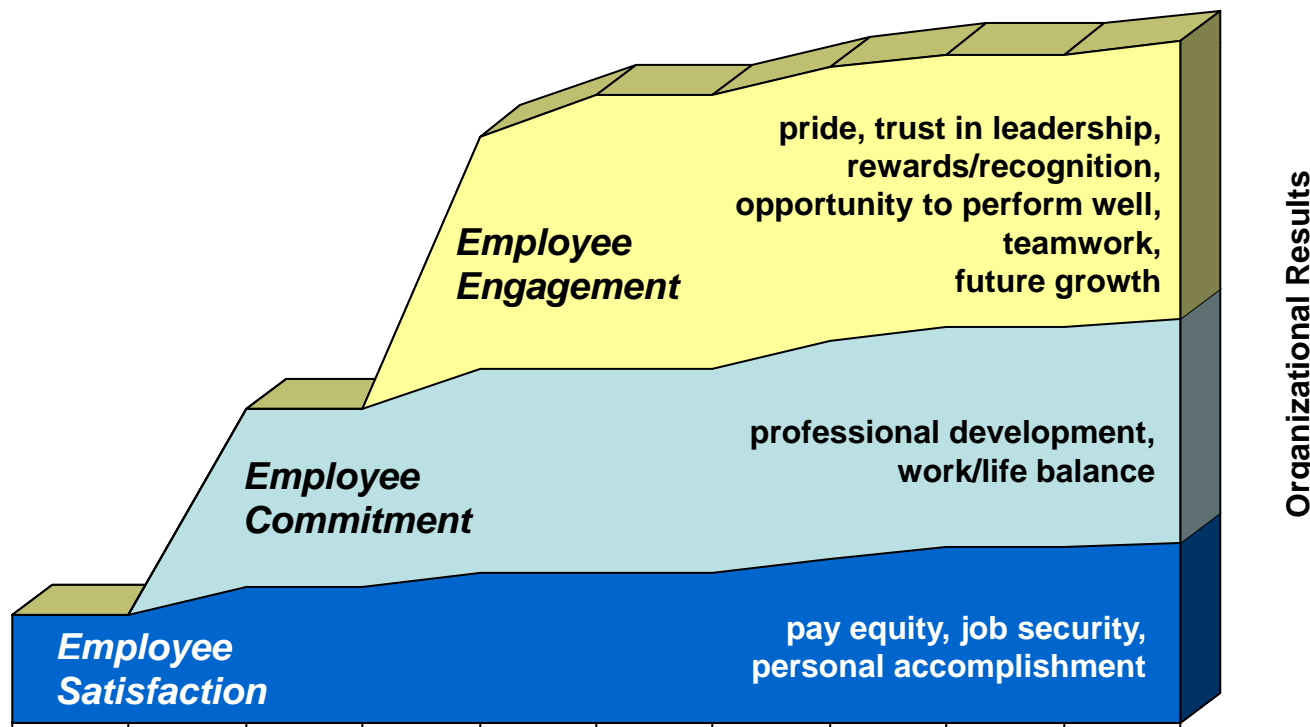 pride, trust in leadership,
rewards/recognition,
opportunity to perform well,
teamwork,
future growth
Employee
Engagement
professional development,
work/life balance
Employee
Commitment
pay equity, job security,
personal accomplishment
Employee
Satisfaction
Organizational Results